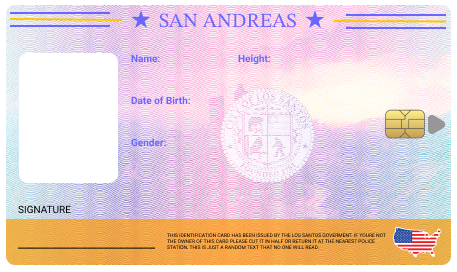 SAN ANDREAS
Name: Height:
Date of Birth:
Gender:
LOS SANTOS
SIGNATURE
THIS IDENTIFICATION CARD HAS BEEN ISSUED BY THE LOS SANTOS GOVERMENT. IF YOU'RE NOT
THE OWNER OF THIS CARD PLEASE CUT IT IN HALF OR RETURN IT AT THE NEAREST POLICE
STATION. THIS IS JUST A RANDOM TEXT THAT NO ONE WILL READ.